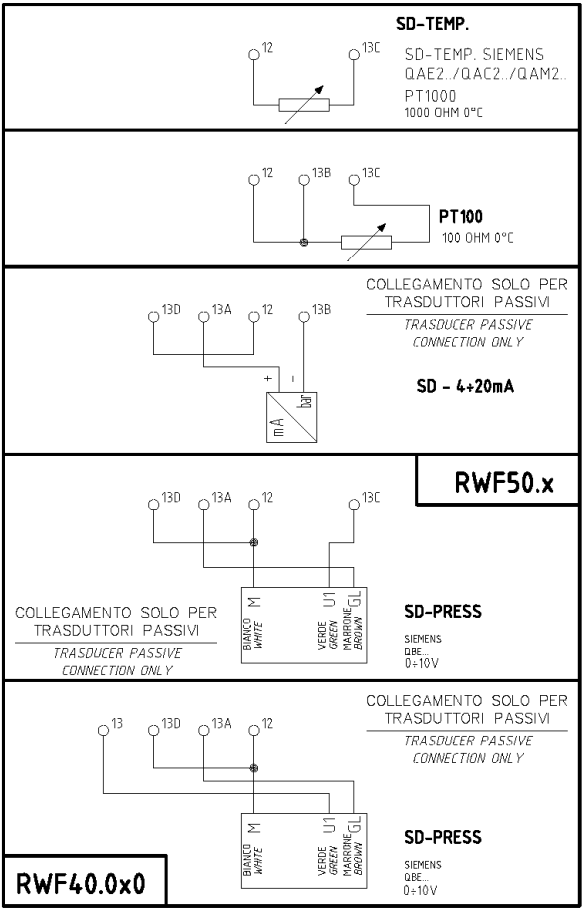 SD-TEMP.
12 13C
SD-TEMP. SIEMENS
QAE2../QAC2../QAM2..
PT1000
1000 OHM 0°C
12 13B 13C
PT100
100 OHM 0°C
COLLEGAMENTO SOLO PER
TRASDUTTORI PASSIVI
TRASDUCER PASSIVE
CONNECTION ONLY
13D 13A 12 13B
+ -
mA bar
SD - 4÷20mA
RWF50.x
13D 13A 12 13C
M U1 GL
BIANCO
WHITE
VERDE
GREEN
MARRONE
BROWN
COLLEGAMENTO SOLO PER
TRASDUTTORI PASSIVI
TRASDUCER PASSIVE
CONNECTION ONLY
SD-PRESS
SIEMENS
QBE...
0÷10V
COLLEGAMENTO SOLO PER
TRASDUTTORI PASSIVI
TRASDUCER PASSIVE
CONNECTION ONLY
13 13D 13A 12
M U1 GL
BIANCO
WHITE
VERDE
GREEN
MARRONE
BROWN
SD-PRESS
SIEMENS
QBE...
0÷10V
RWF40.0x0